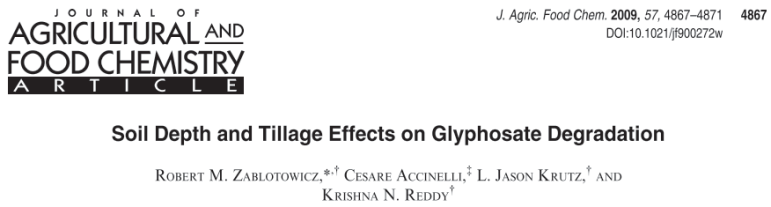 JOURNAL OF
AGRICULTURAL AND
FOOD CHEMISTRY
ARTICLE
J. Agric. Food Chem. 2009, 57, 4867–4871 4867
DOI:10.1021/jf900272w
Soil Depth and Tillage Effects on Glyphosate Degradation
ROBERT M. ZABLOTOWICZ,*,† CESARE ACCINELLI,‡ L. JASON KRUTZ,† AND
KRISHNA N. REDDY†